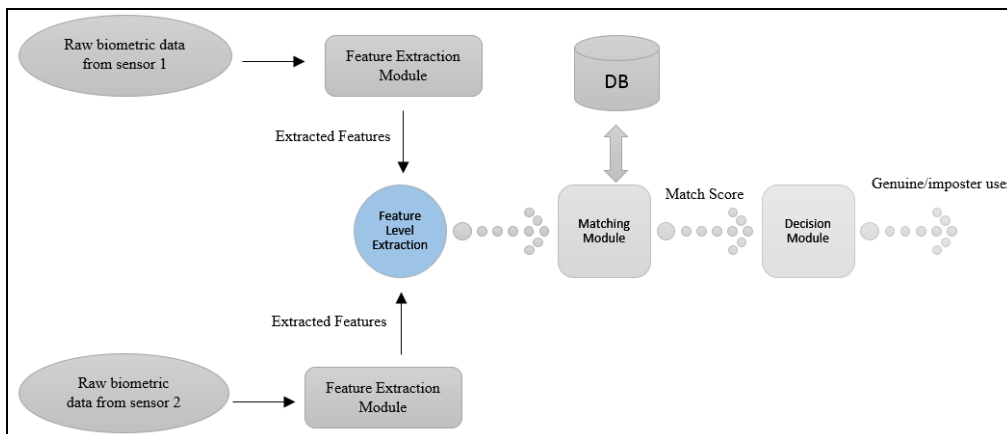 Raw biometric data
from sensor 1
Feature Extraction
Module
DB
Extracted Features
Match Score
Genuine/imposter use
Feature
Level
Extraction
Matching
Module
Decision
Module
Extracted Features
Raw biometric
data from sensor 2
Feature Extraction
Module